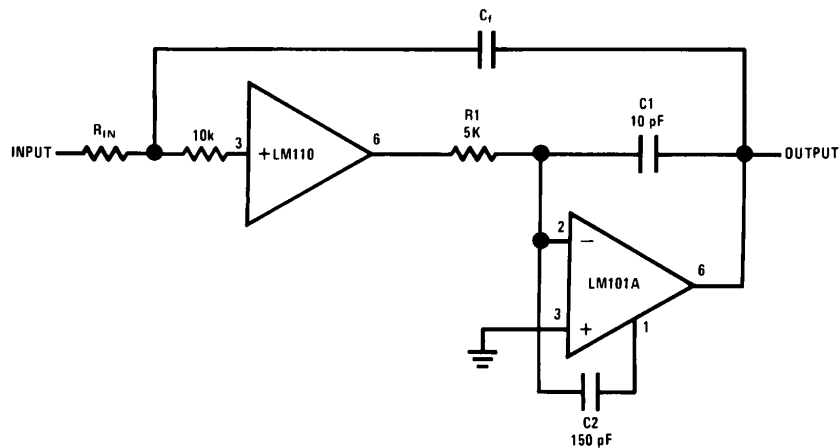 Cf
RIN
10k
3
+LM110
6
R1
5K
C1
10 pF
INPUT
OUTPUT
2
−
LM101A
6
3
+
1
C2
150 pF